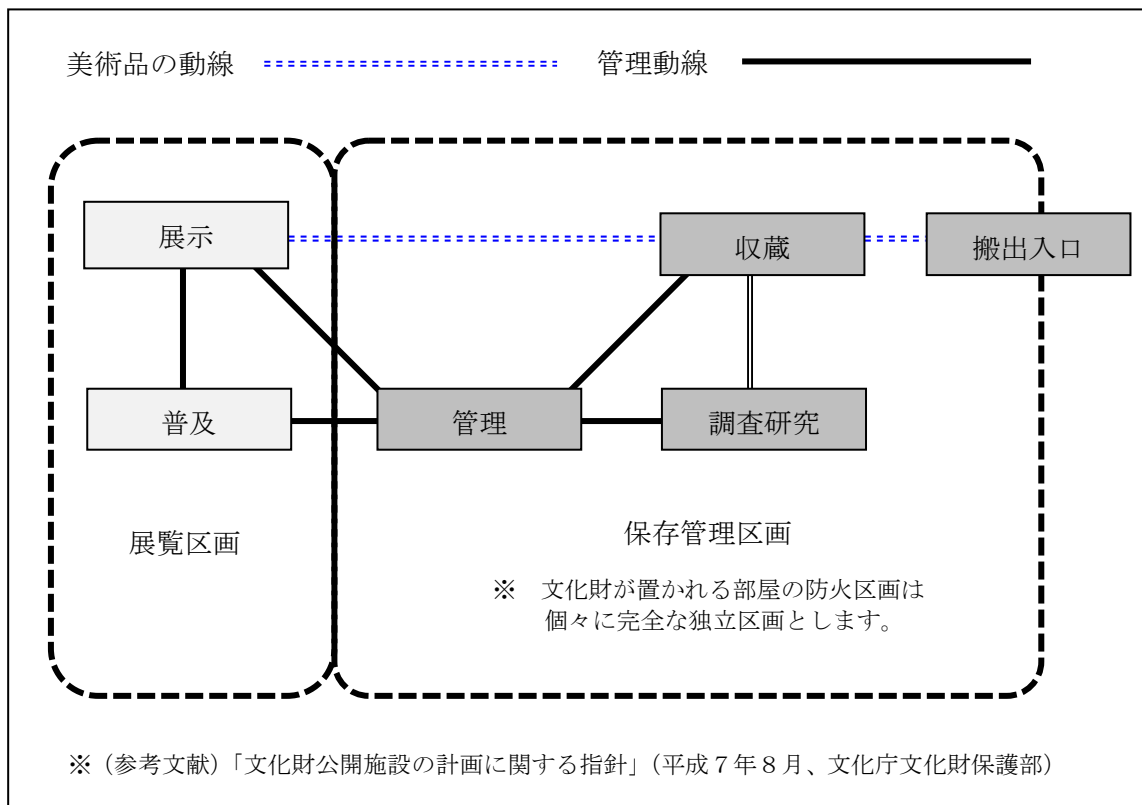 美術品の動線 管理動線
展示 収蔵 搬出入口
普及 管理 調査研究
展覧区画 保存管理区画
※ 文化財が置かれる部屋の防火区画は
個々に完全な独立区画とします。
※（参考文献）「文化財公開施設の計画に関する指針」（平成７年８月、文化庁文化財保護部）